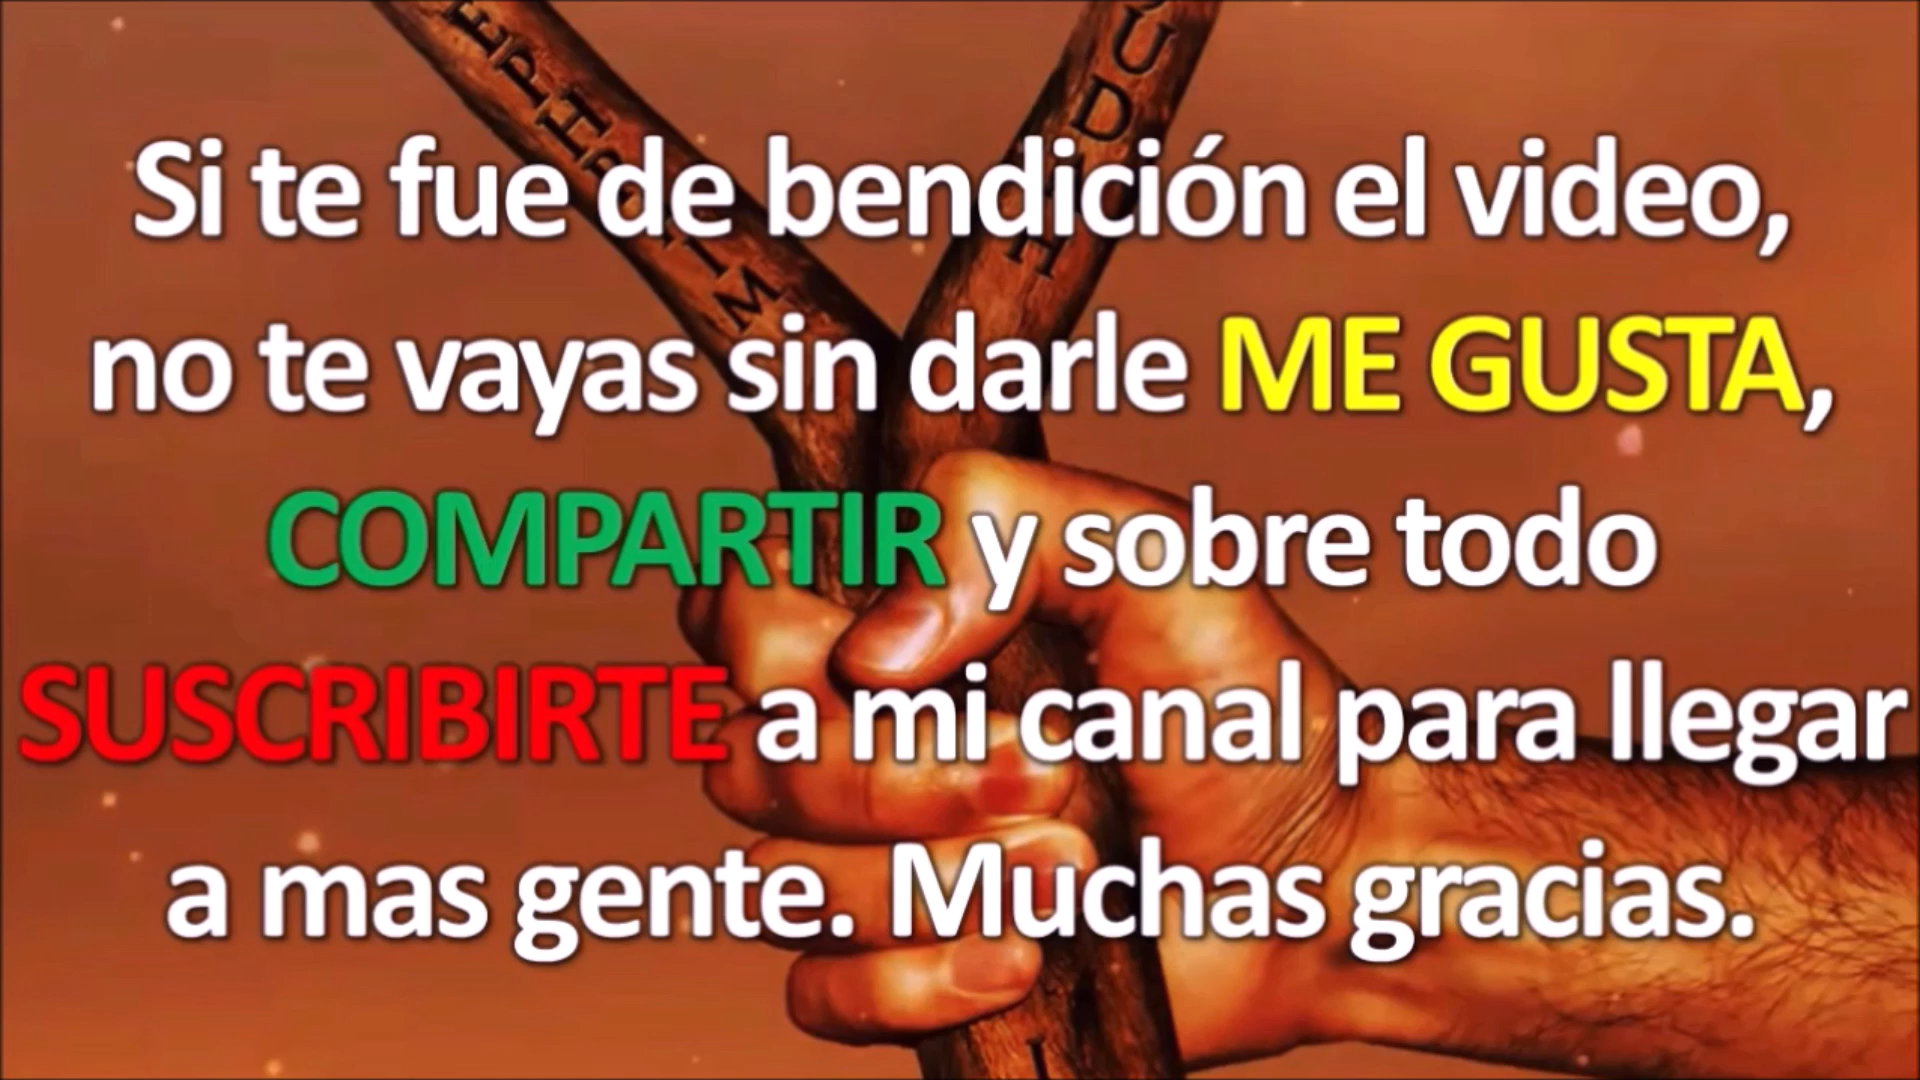 Si te fue de bendición el video,
no te vayas sin darle ME GUSTA,
COMPARTIR y sobre todo
SUSCRIBIRTE a mi canal para llegar
a mas gente. Muchas gracias.